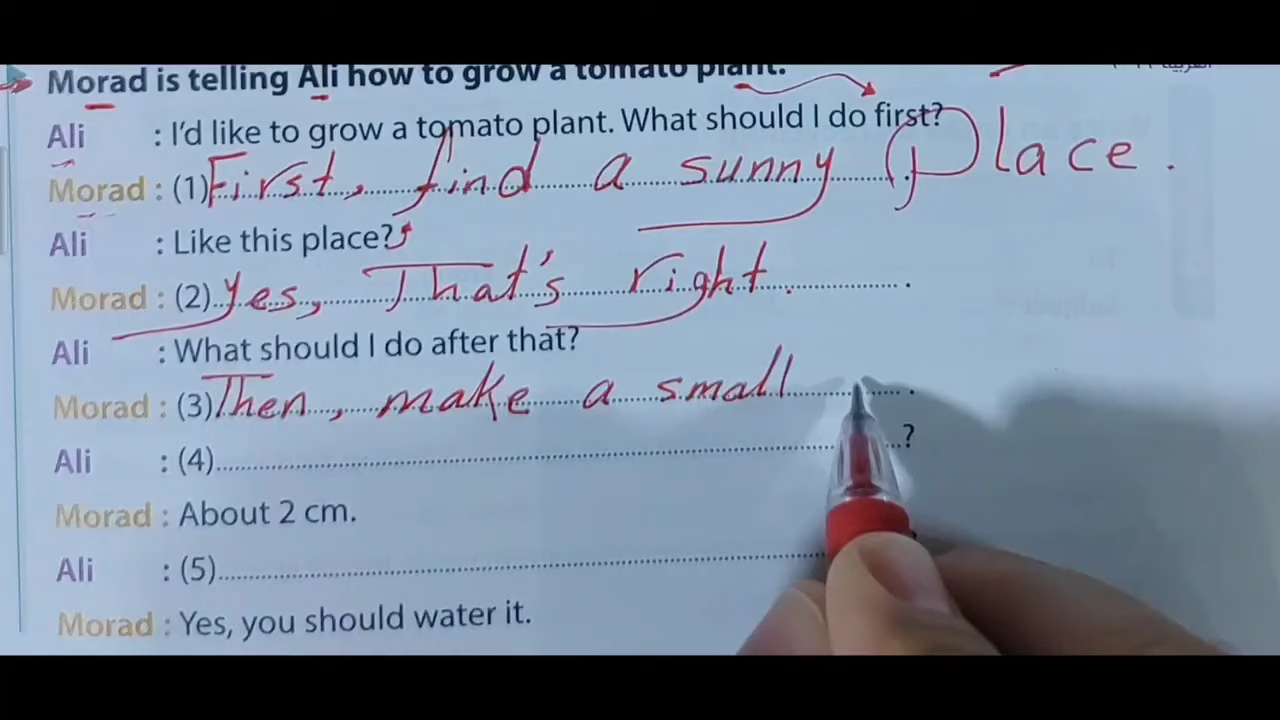 Morad is telling Ali how to grow a tomato plant.
Ali : I'd like to grow a tomato plant. What should I do first?
Morad : (1) First, find a sunny place.
Ali : Like this place?
Morad : (2) Yes, That's right.
Ali : What should I do after that?
Morad : (3) Then, make a small
Ali : (4) ?
Morad : About 2 cm.
Ali : (5)
Morad : Yes, you should water it.